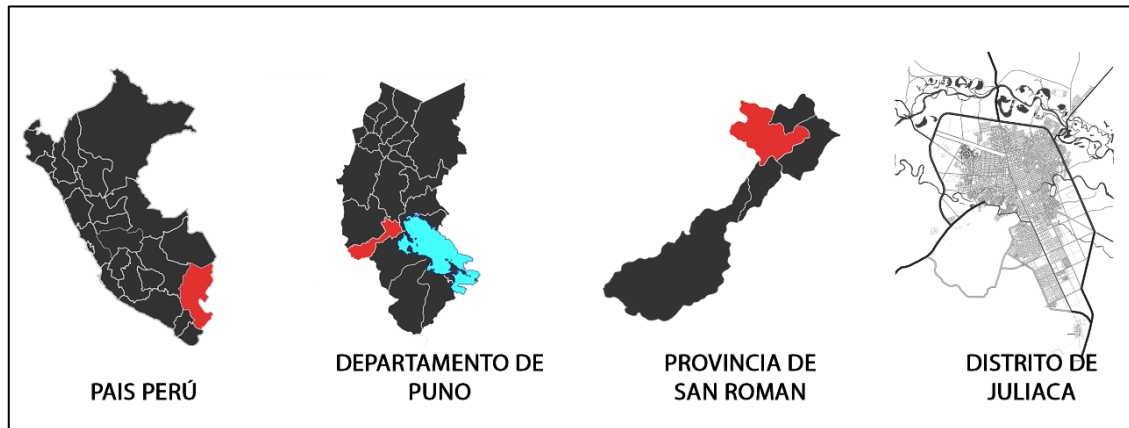 PAIS PERÚ
DEPARTAMENTO DE
PUNO
PROVINCIA DE
SAN ROMAN
DISTRITO DE
JULIACA